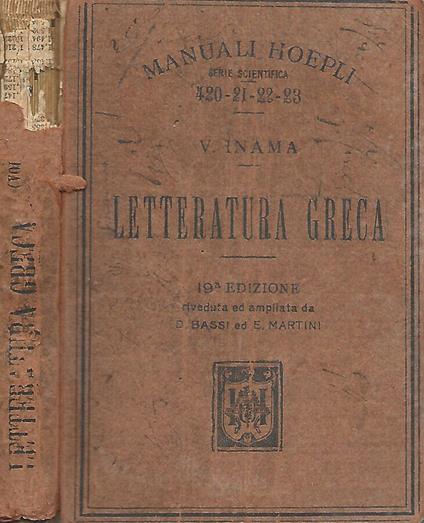 MANUALI HOEPLI
SERIE SCIENTIFICA
420-21-22-23
V. INAMA
LETTERATURA GRECA
19ª EDIZIONE
riveduta ed ampliata da
D. BASSI ed E. MARTINI
LETTERATURA GRECA